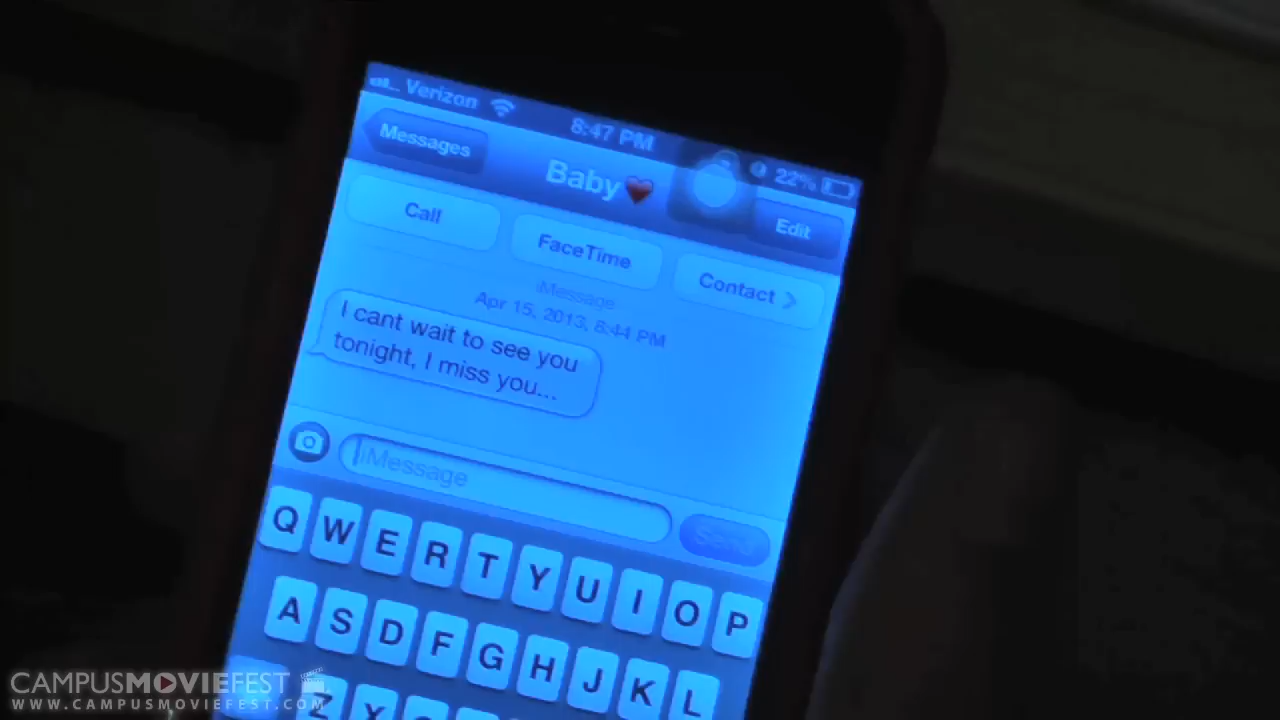 Verizon
8:47 PM
22%
Messages
Baby
Edit
Call
FaceTime
Contact
iMessage
Apr 15, 2013, 8:44 PM
I cant wait to see you
tonight, I miss you...
iMessage
Send
Q W E R T Y U I O P
A S D F G H J K L
Z X
CAMPUSMOVIEFEST
WWW.CAMPUSMOVIEFEST.COM